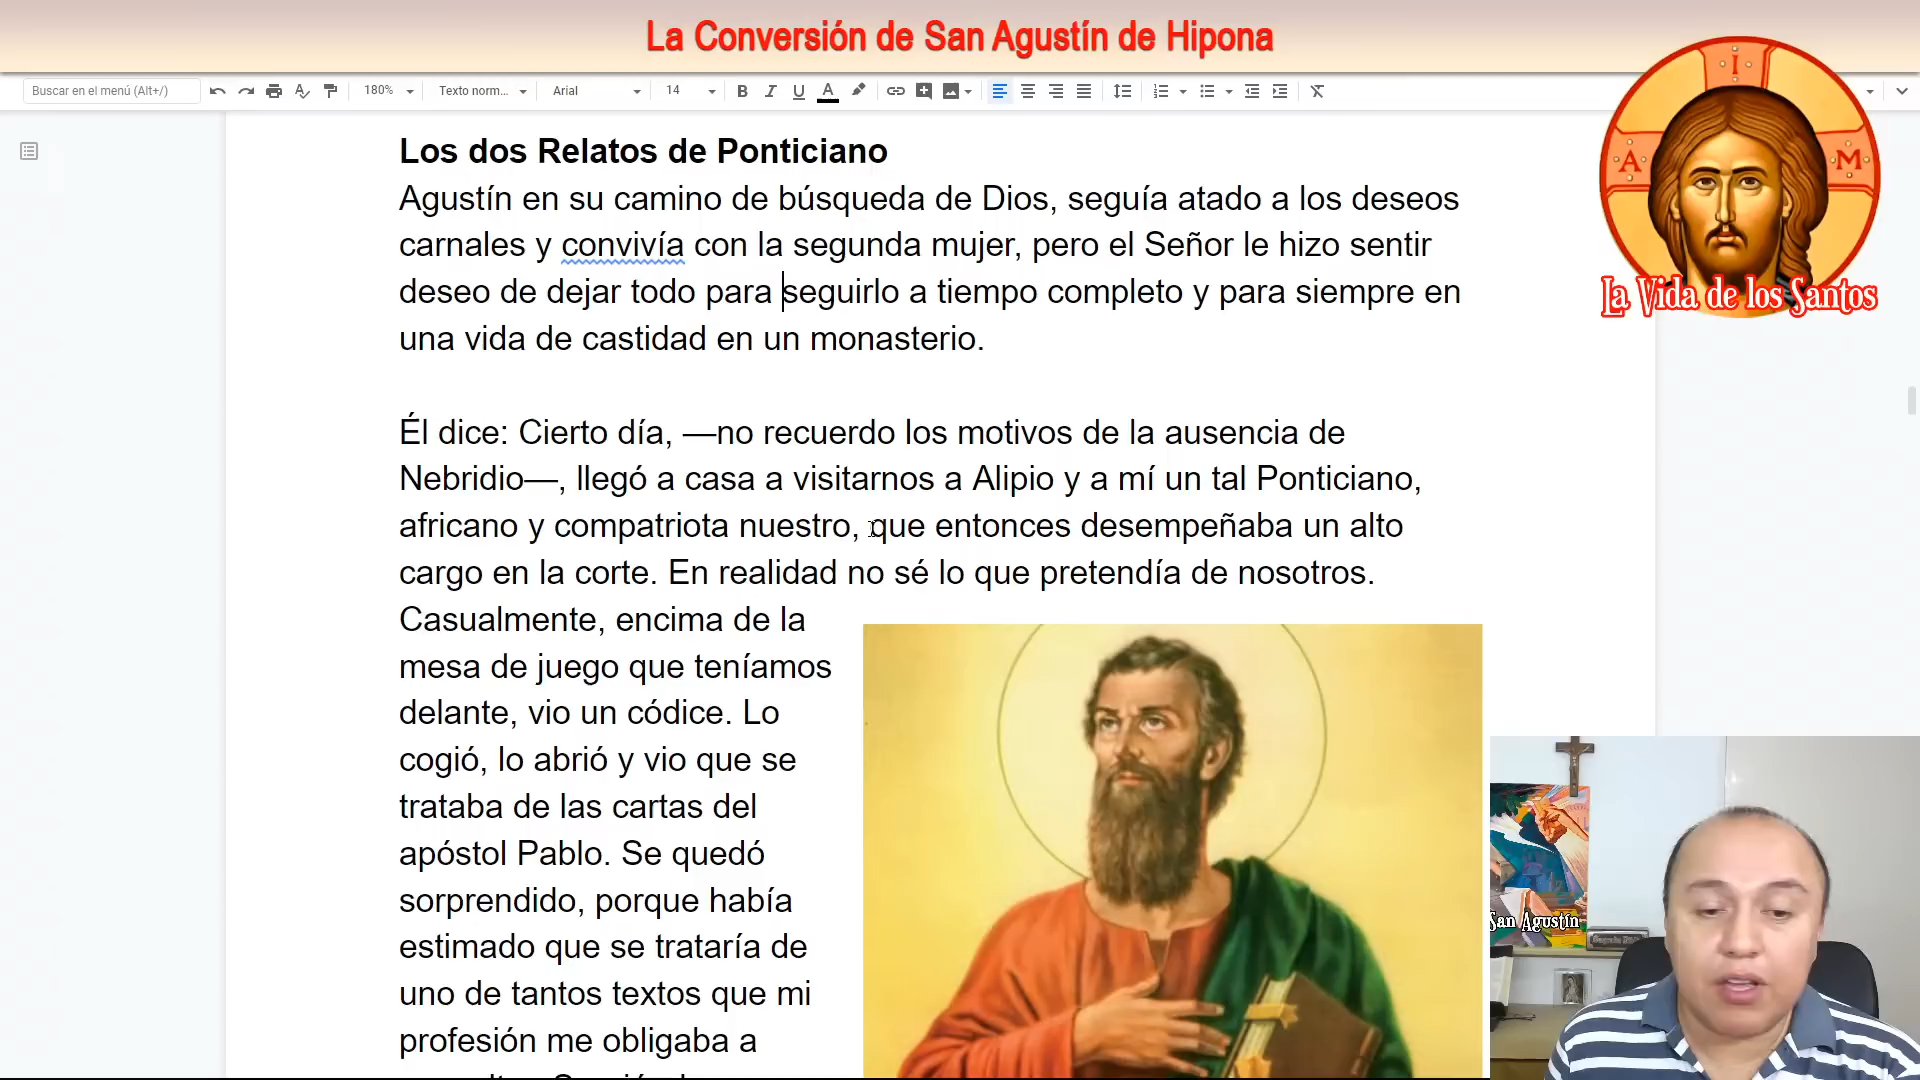 La Conversión de San Agustín de Hipona
Buscar en el menú (Alt+/)
180%
Texto norm...
Arial
14
B I U A
I
A
M
La Vida de los Santos
Los dos Relatos de Ponticiano
Agustín en su camino de búsqueda de Dios, seguía atado a los deseos
carnales y convivía con la segunda mujer, pero el Señor le hizo sentir
deseo de dejar todo para seguirlo a tiempo completo y para siempre en
una vida de castidad en un monasterio.
Él dice: Cierto día, —no recuerdo los motivos de la ausencia de
Nebridio—, llegó a casa a visitarnos a Alipio y a mí un tal Ponticiano,
africano y compatriota nuestro, que entonces desempeñaba un alto
cargo en la corte. En realidad no sé lo que pretendía de nosotros.
Casualmente, encima de la
mesa de juego que teníamos
delante, vio un códice. Lo
cogió, lo abrió y vio que se
trataba de las cartas del
apóstol Pablo. Se quedó
sorprendido, porque había
estimado que se trataría de
uno de tantos textos que mi
profesión me obligaba a
San Agustín